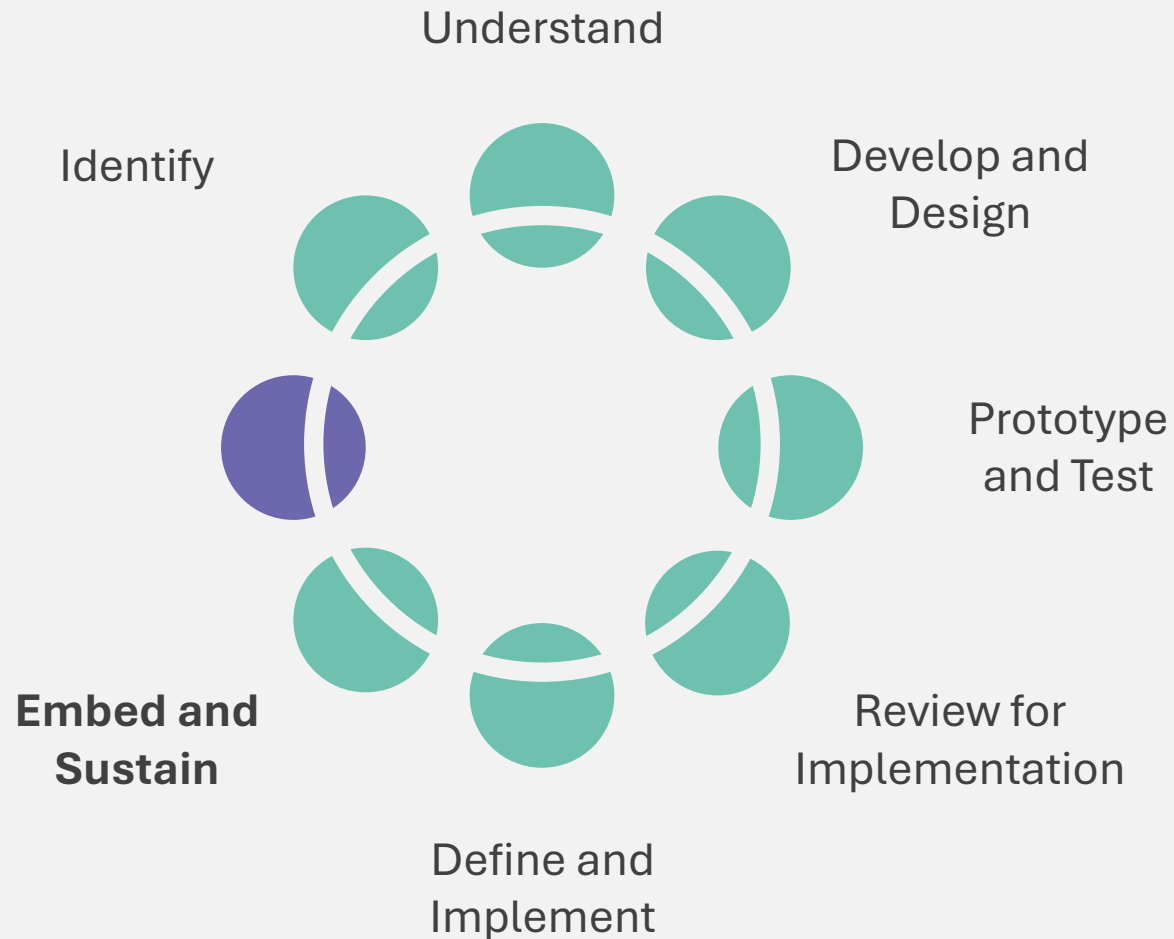 Understand
Identify
Develop and
Design
Prototype
and Test
Review for
Implementation
Define and
Implement
Embed and
Sustain